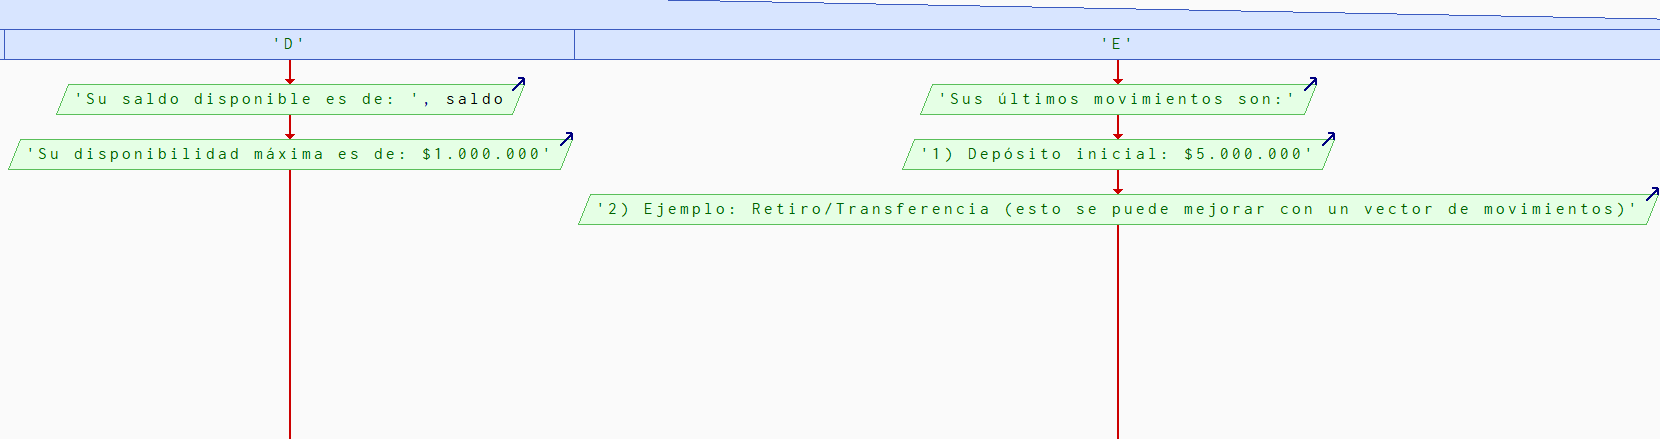 'D'
'E'
'Su saldo disponible es de: ', saldo
'Sus últimos movimientos son:'
'Su disponibilidad máxima es de: $1.000.000'
'1) Depósito inicial: $5.000.000'
'2) Ejemplo: Retiro/Transferencia (esto se puede mejorar con un vector de movimientos)'